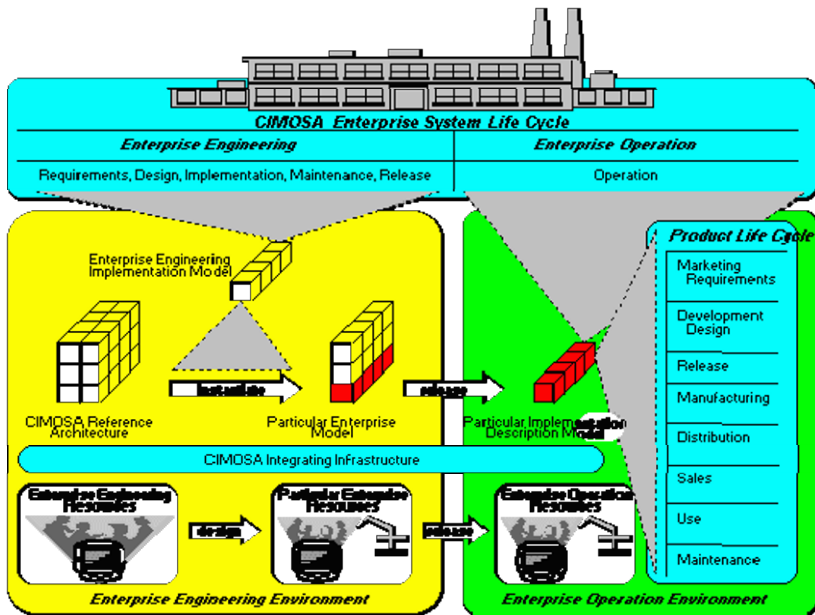 CIMOSA Enterprise System Life Cycle
Enterprise Engineering
Enterprise Operation
Requirements, Design, Implementation, Maintenance, Release
Operation
Enterprise Engineering
Implementation Model
Product Life Cycle
Marketing
Requirements
Development
Design
Release
Manufacturing
Distribution
Sales
Use
Maintenance
instantiate
release
CIMOSA Reference
Architecture
Particular Enterprise
Model
Particular Implementation
Description Model
CIMOSA Integrating Infrastructure
Enterprise Engineering
Resources
design
Particular Enterprise
Resources
release
Enterprise Operation
Resources
Enterprise Engineering Environment
Enterprise Operation Environment